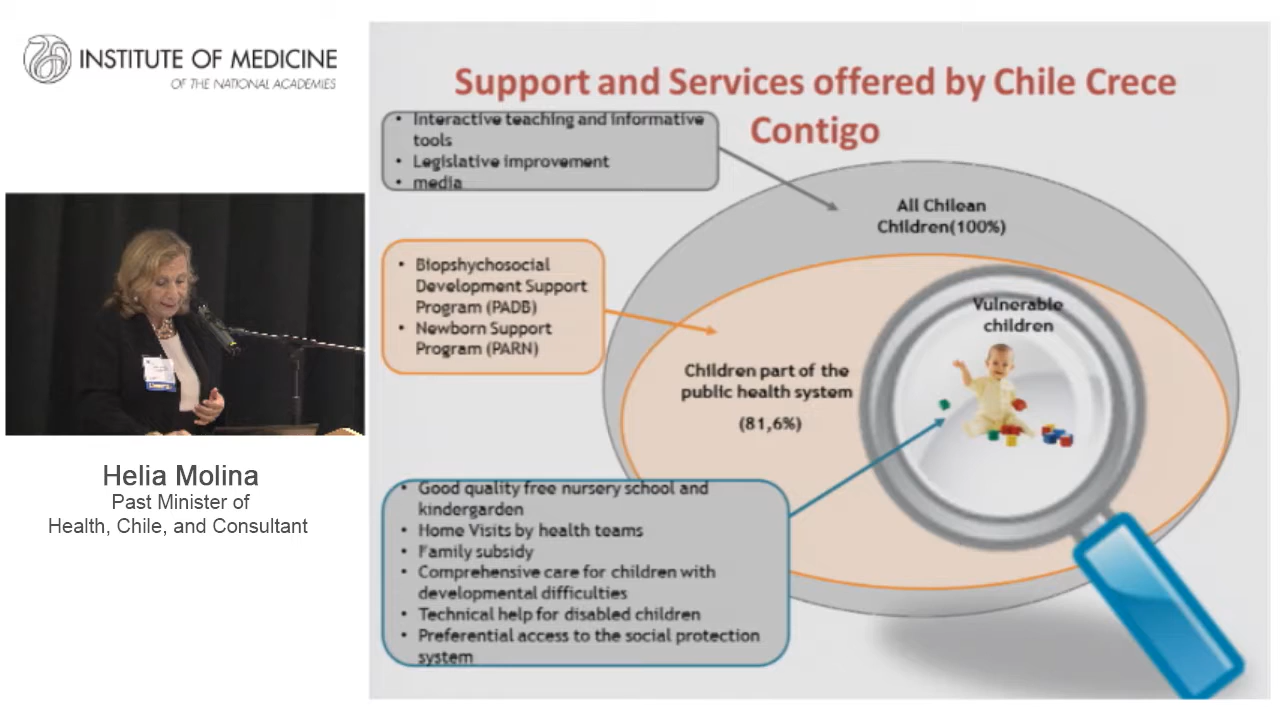 INSTITUTE OF MEDICINE
OF THE NATIONAL ACADEMIES
Support and Services offered by Chile Crece
Contigo
• Interactive teaching and informative
tools
• Legislative improvement
• media
All Chilean
Children(100%)
• Biopshychosocial
Development Support
Program (PADB)
• Newborn Support
Program (PARN)
Vulnerable
children
Children part of the
public health system
(81,6%)
• Good quality free nursery school and
kindergarden
• Home Visits by health teams
• Family subsidy
• Comprehensive care for children with
developmental difficulties
• Technical help for disabled children
• Preferential access to the social protection
system
Helia Molina
Past Minister of
Health, Chile, and Consultant